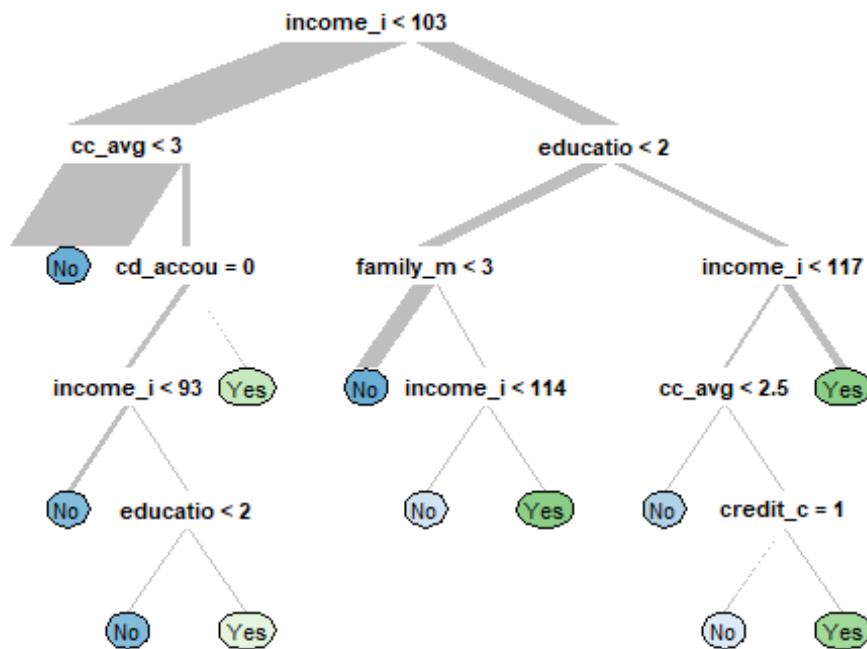 income_i < 103
cc_avg < 3
educatio < 2
No
cd_accou = 0
family_m < 3
income_i < 117
income_i < 93
Yes
No
income_i < 114
cc_avg < 2.5
Yes
No
educatio < 2
No
Yes
No
credit_c = 1
No
Yes
No
Yes